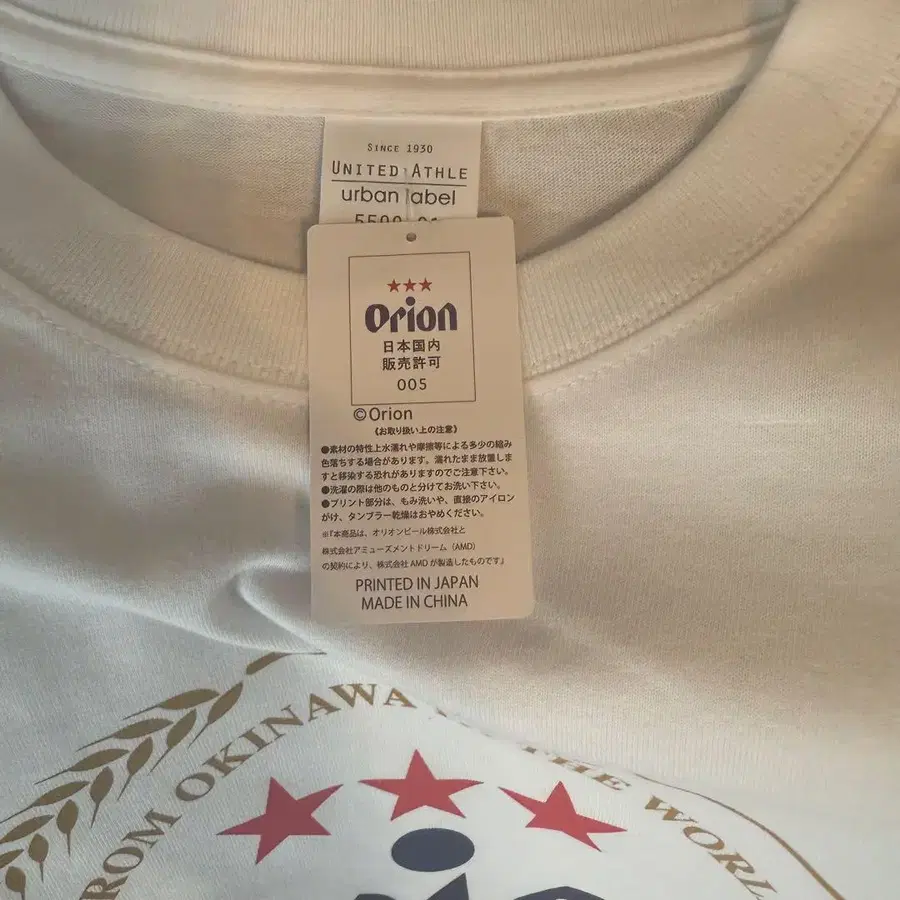 SINCE 1930
UNITED ATHLE
urban label
★★★
Orion
日本国内
販売許可
005
©Orion
《お取り扱い上の注意》
●素材の特性上水濡れや摩擦等による多少の縮み
色落ちする場合があります。濡れたまま放置しま
すと移染する恐れがありますのでご注意下さい。
●洗濯の際は他のものと分けてお洗い下さい。
●プリント部分は、もみ洗いや、直接のアイロン
がけ、タンブラー乾燥はおやめください。
※『本商品は、オリオンビール株式会社と
株式会社アミューズメントドリーム（AMD）
の契約により、株式会社 AMD が製造したものです』
PRINTED IN JAPAN
MADE IN CHINA
FROM OKINAWA THE WORL